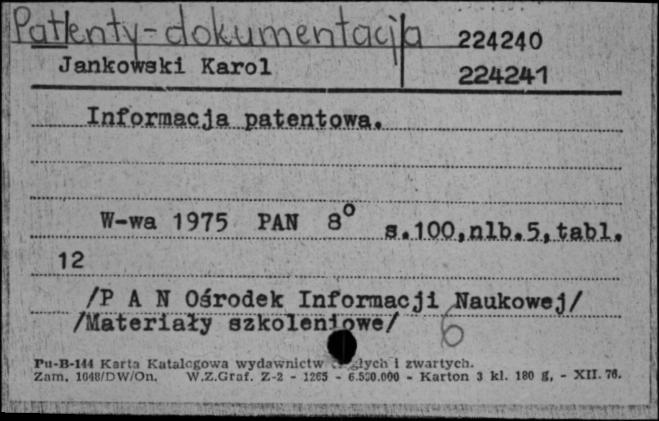 Patenty-dokumentacja 224240
Jankowski Karol 224241
Informacja patentowa.
W-wa 1975 PAN 8° s.100,nlb.5,tabl.
12
/P A N Ośrodek Informacji Naukowej/
/Materiały szkoleniowe/ 6
Pu-B-144 Karta Katalogowa wydawnictw i zwartych.
Zam. 1648/DW/On. W.Z.Graf. Z-2 - 1265 - 6.500.000 - Karton 3 kl. 180 g, - XII. 76.